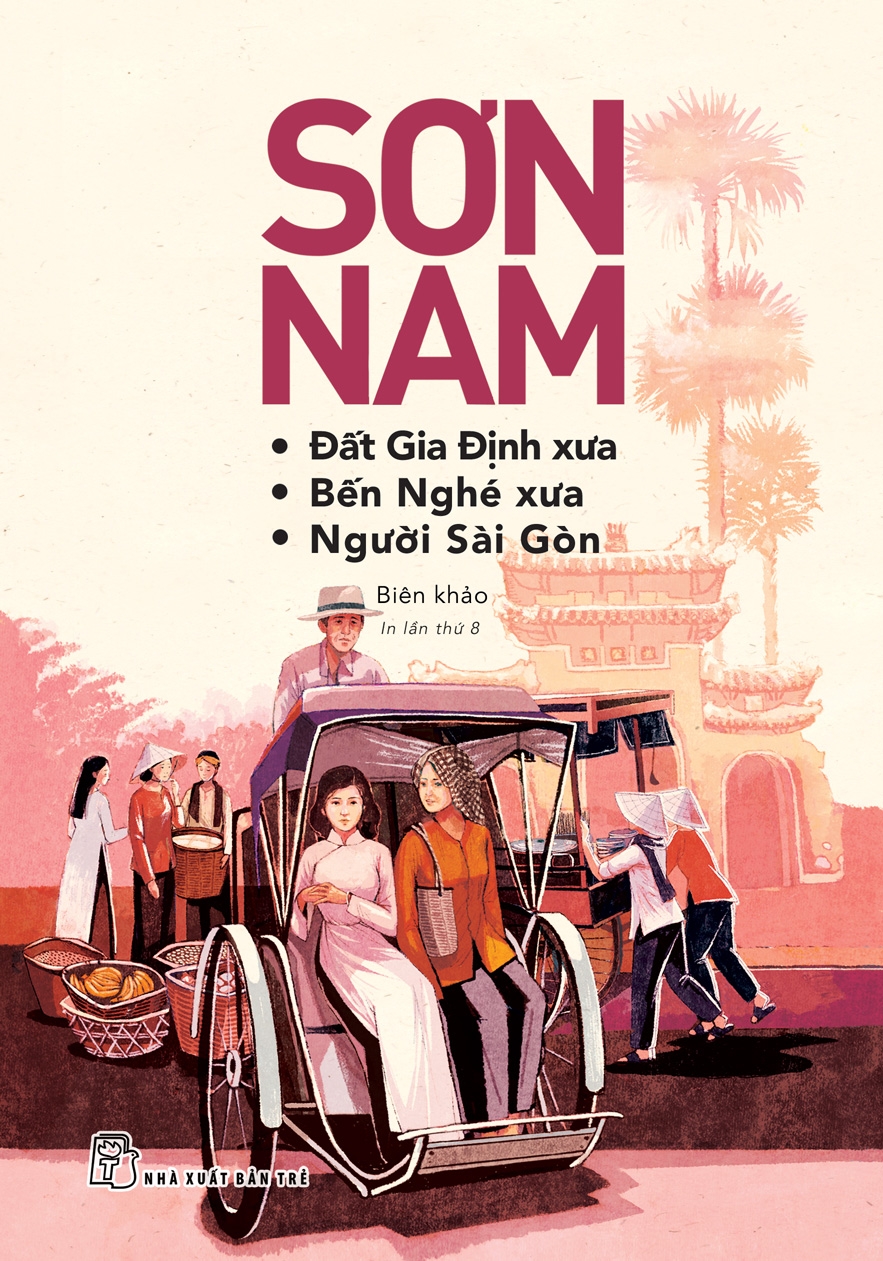 SƠN
NAM
• Đất Gia Định xưa
• Bến Nghé xưa
• Người Sài Gòn
Biên khảo
In lần thứ 8
T
NHÀ XUẤT BẢN TRẺ